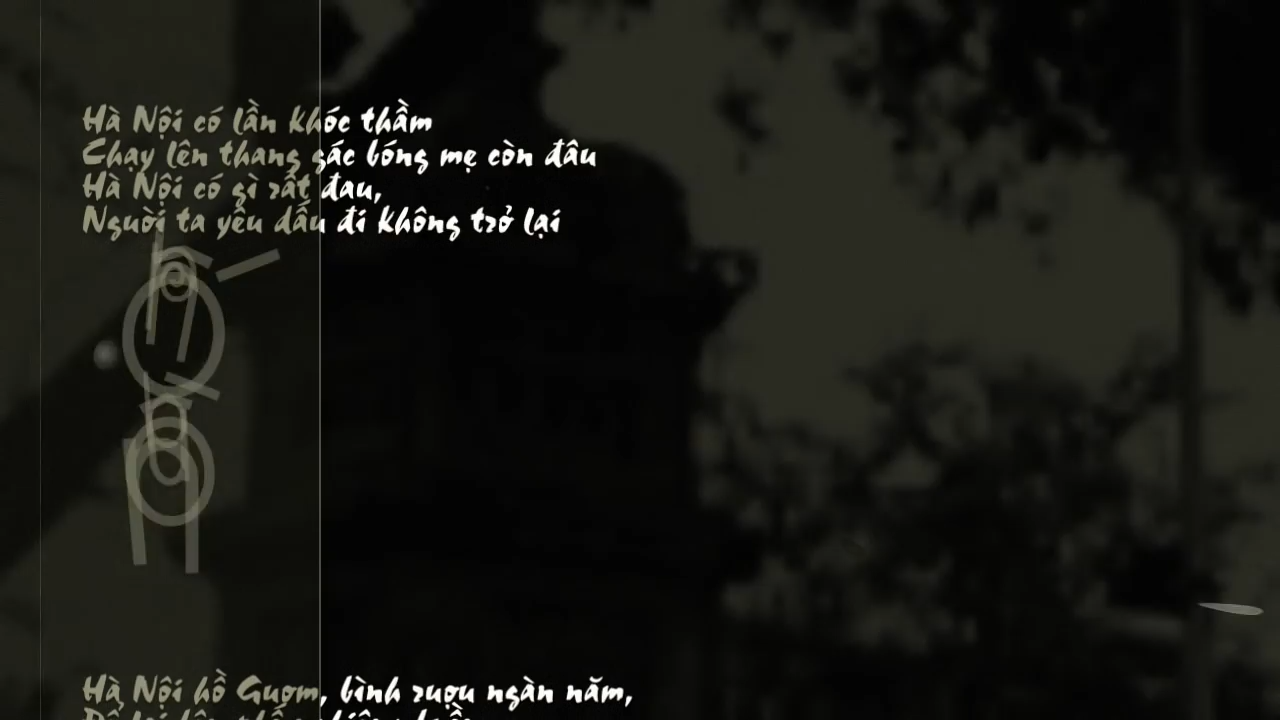 Hà Nội có lần khóc thầm
Chạy lên thang gác bóng mẹ còn đâu
Hà Nội có gì rất đau,
Người ta yêu dấu đi không trở lại
Hà Nội hồ Gươm, bình rượu ngàn năm,